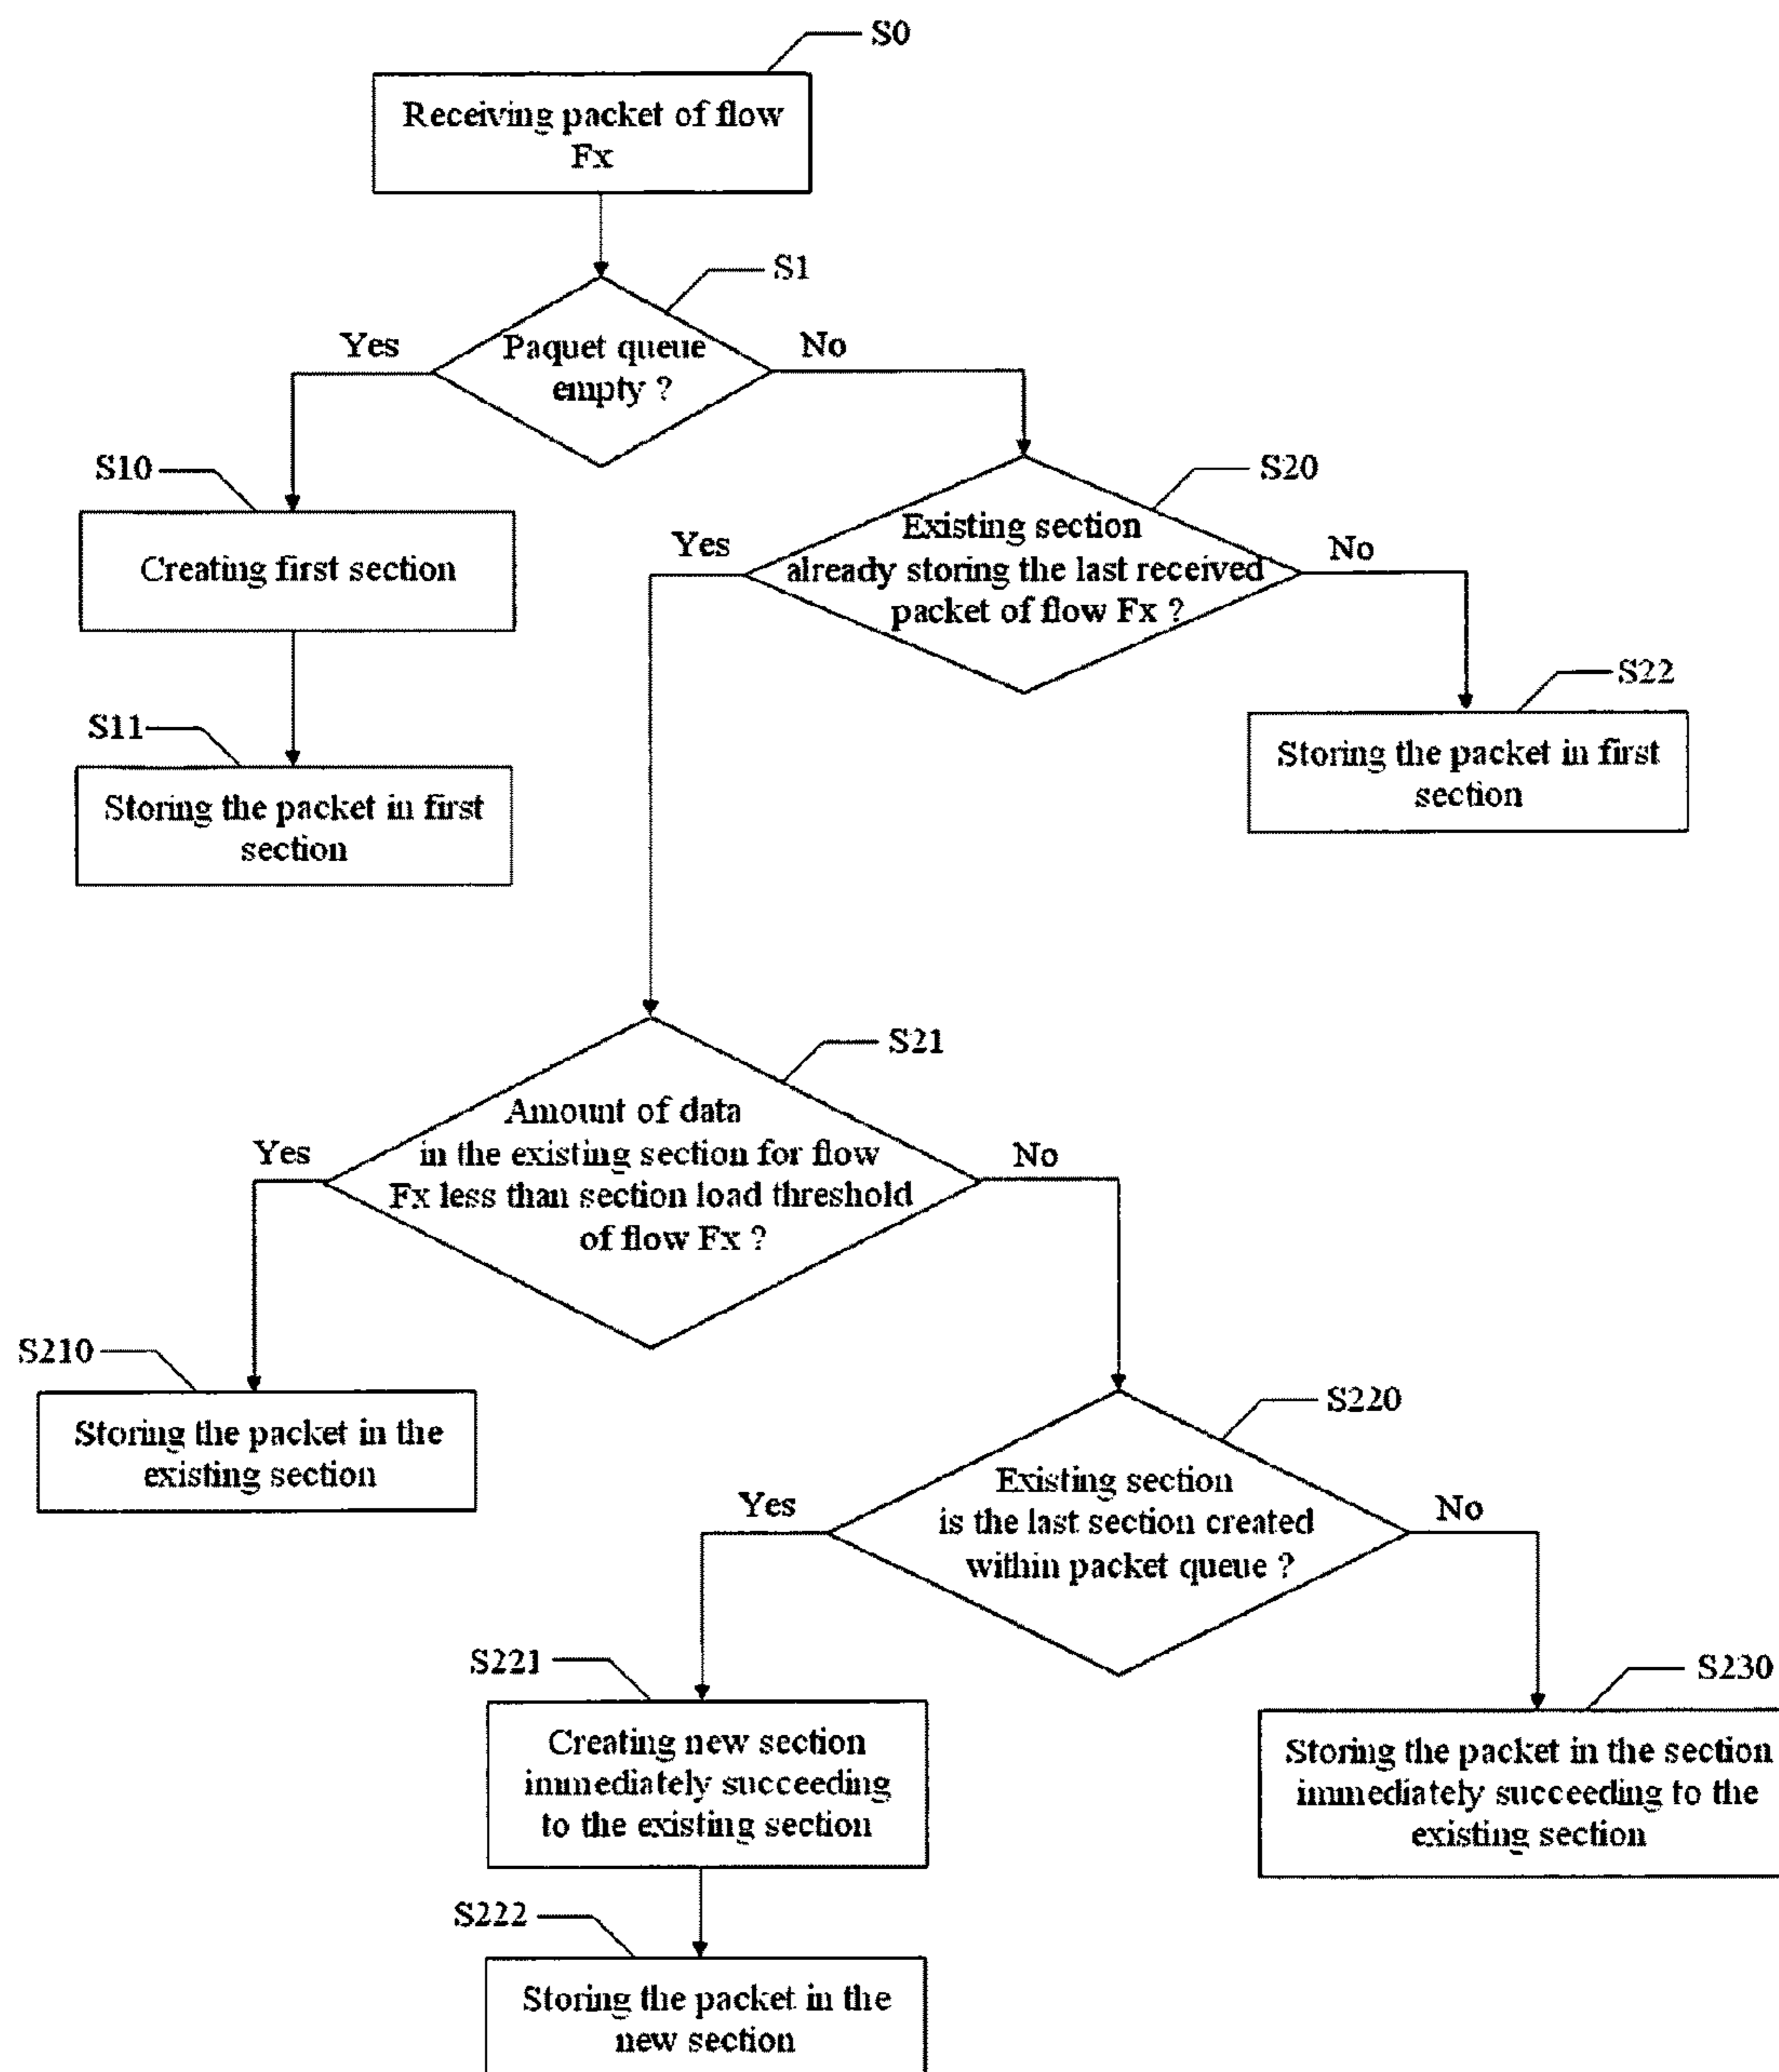 S0
Receiving packet of flow
Fx
S1
Yes
Paquet queue
empty ?
No
S10
Creating first section
S20
Yes
Existing section
already storing the last received
packet of flow Fx ?
No
S11
Storing the packet in first
section
S22
Storing the packet in first
section
S21
Yes
Amount of data
in the existing section for flow
Fx less than section load threshold
of flow Fx ?
No
S210
Storing the packet in the
existing section
S220
Yes
Existing section
is the last section created
within packet queue ?
No
S221
Creating new section
immediately succeeding
to the existing section
S230
Storing the packet in the section
immediately succeeding to the
existing section
S222
Storing the packet in the
new section